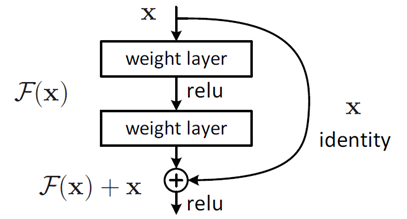 x
weight layer
relu
F(x)
weight layer
x
identity
F(x) + x
relu